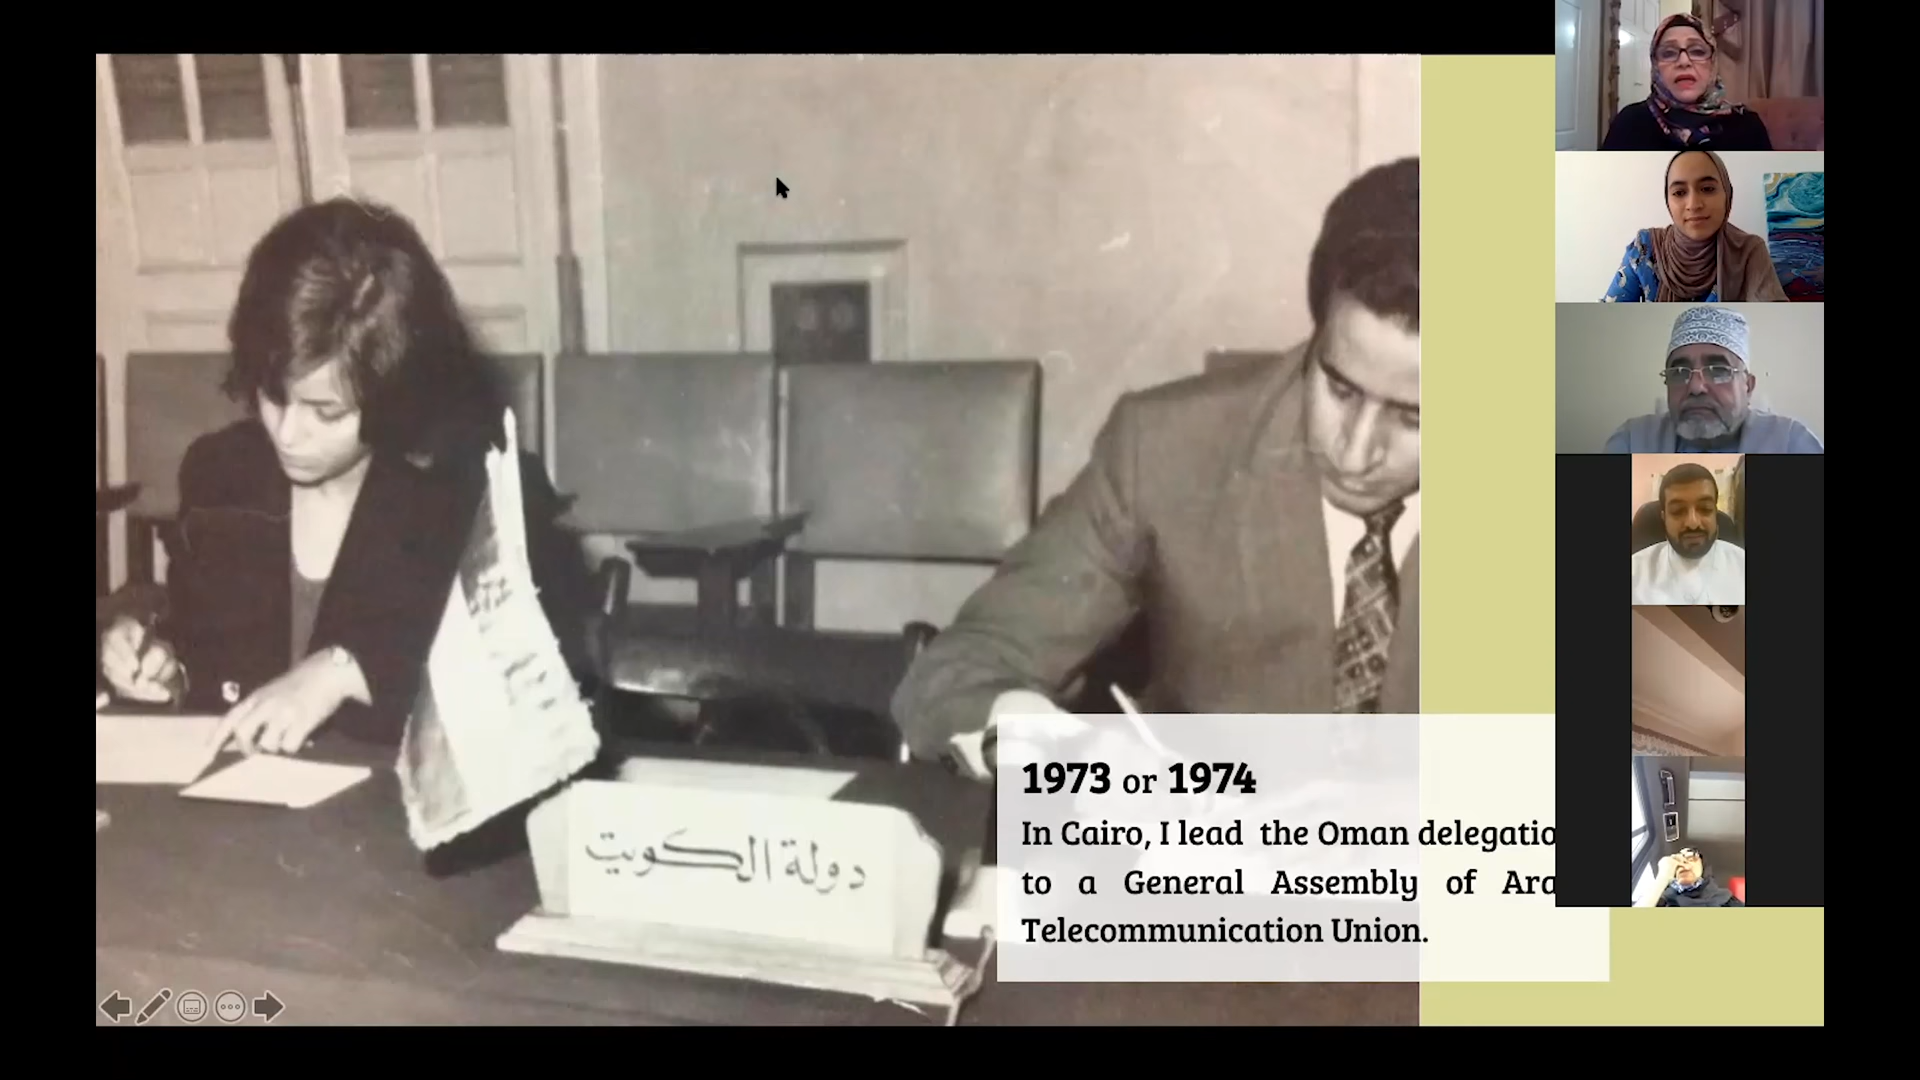 دولة الكويت
1973 or 1974
In Cairo, I lead the Oman delegatio
to a General Assembly of Ara
Telecommunication Union.